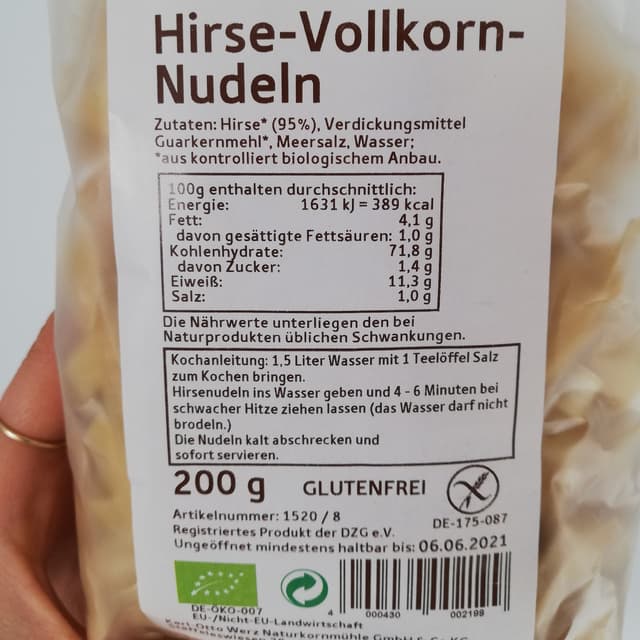 Hirse-Vollkorn-
Nudeln
Zutaten: Hirse* (95%), Verdickungsmittel
Guarkernmehl*, Meersalz, Wasser;
*aus kontrolliert biologischem Anbau.
100g enthalten durchschnittlich:
Energie: 1631 kJ = 389 kcal
Fett: 4,1 g
davon gesättigte Fettsäuren: 1,0 g
Kohlenhydrate: 71,8 g
davon Zucker: 1,4 g
Eiweiß: 11,3 g
Salz: 1,0 g
Die Nährwerte unterliegen den bei
Naturprodukten üblichen Schwankungen.
Kochanleitung: 1,5 Liter Wasser mit 1 Teelöffel Salz
zum Kochen bringen.
Hirsenudeln ins Wasser geben und 4 - 6 Minuten bei
schwacher Hitze ziehen lassen (das Wasser darf nicht
brodeln.)
Die Nudeln kalt abschrecken und
sofort servieren.
200 g GLUTENFREI
DE-175-087
Artikelnummer: 1520 / 8
Registriertes Produkt der DZG e.V.
Ungeöffnet mindestens haltbar bis: 06.06.2021
DE-ÖKO-007
EU-/Nicht-EU-Landwirtschaft
4 000430 002198
Karl-Otto Werz Naturkornmühle GmbH